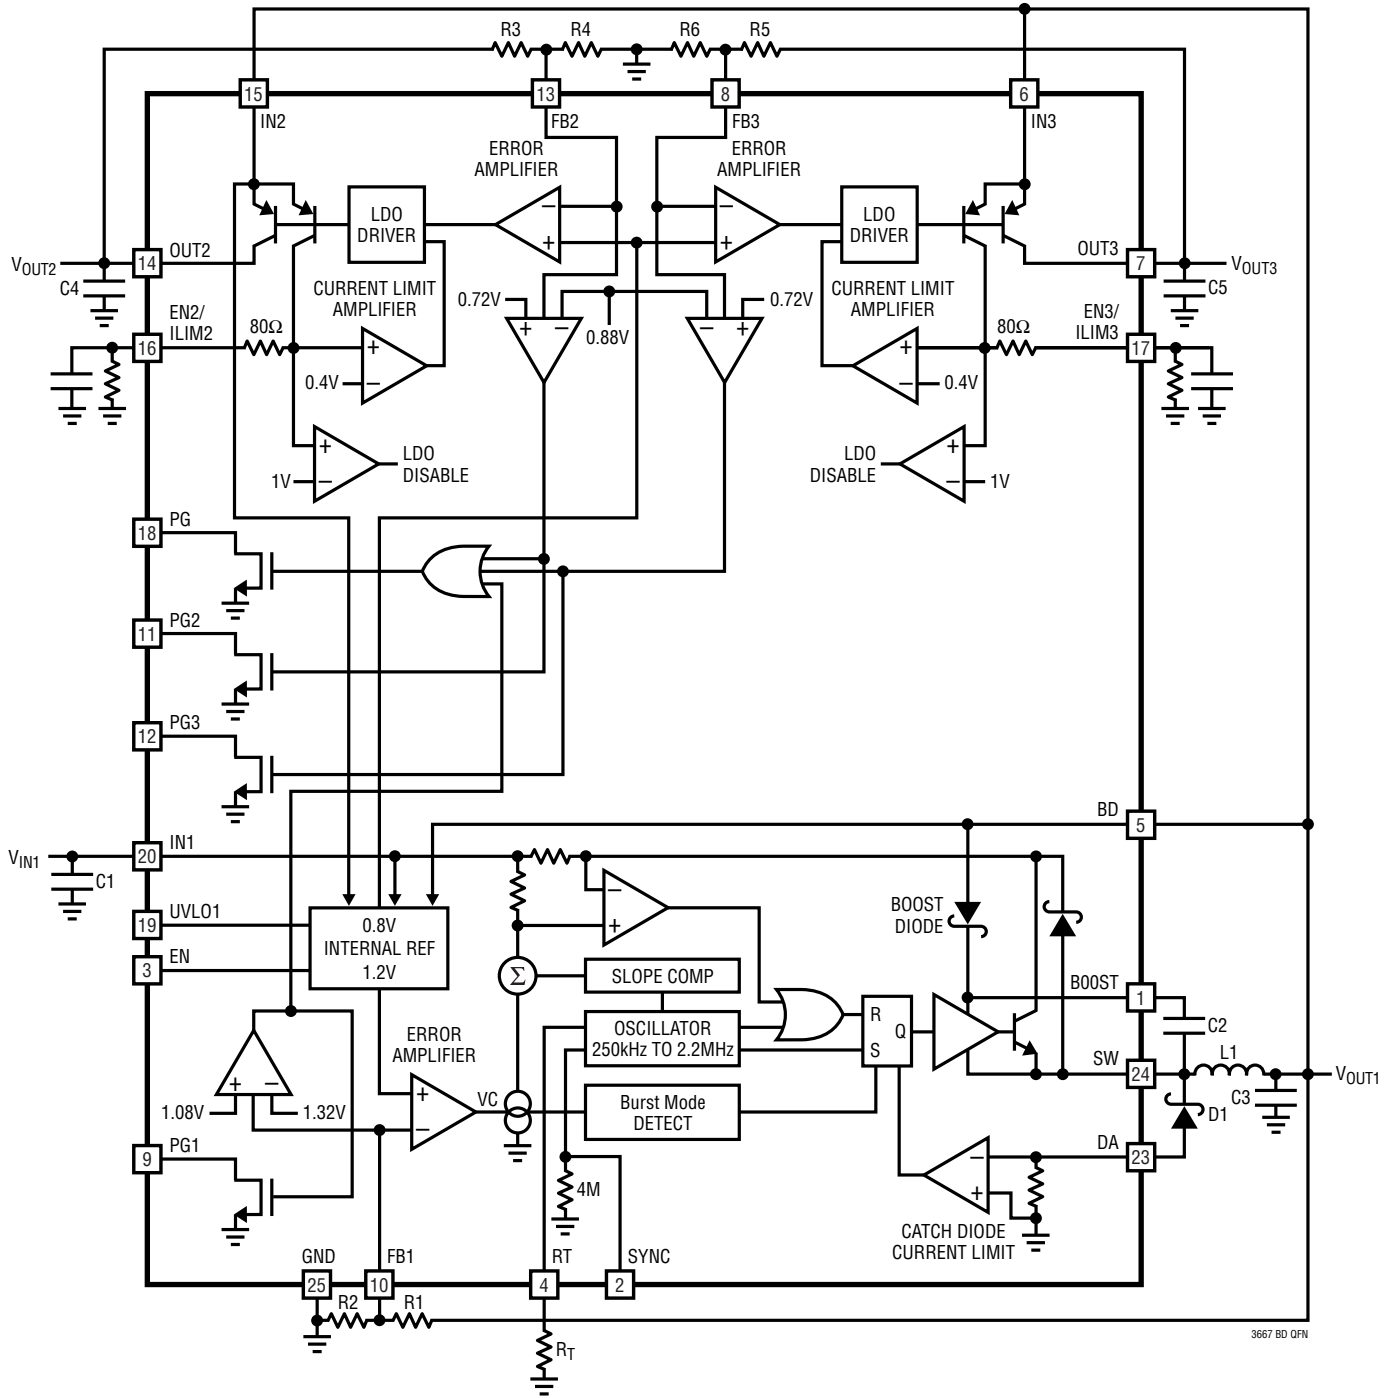 R3 R4 R6 R5
15 13 8 6
IN2 FB2 FB3 IN3
ERROR
AMPLIFIER
ERROR
AMPLIFIER
LDO
DRIVER
−
+
−
+
LDO
DRIVER
VOUT2
14
OUT2
OUT3
7
VOUT3
C4
C5
CURRENT LIMIT
AMPLIFIER
0.72V
+ −
0.88V
− +
0.72V
CURRENT LIMIT
AMPLIFIER
EN2/
ILIM2
16
80Ω
+
−
0.4V
+
−
0.4V
80Ω
EN3/
ILIM3
17
+
−
1V
LDO
DISABLE
LDO
DISABLE
+
−
1V
18
PG
11
PG2
12
PG3
BD
5
VIN1
20
IN1
C1
19
UVLO1
3
EN
0.8V
INTERNAL REF
1.2V
−
+
BOOST
DIODE
Σ
SLOPE COMP
OSCILLATOR
250kHz TO 2.2MHz
R
S
Q
BOOST
1
C2
SW
24
L1
VOUT1
C3
D1
ERROR
AMPLIFIER
+ −
1.08V
1.32V
+
−
VC
Burst Mode
DETECT
9
PG1
4M
−
+
DA
23
CATCH DIODE
CURRENT LIMIT
GND FB1 RT SYNC
25 10 4 2
R2 R1
RT
3667 BD QFN